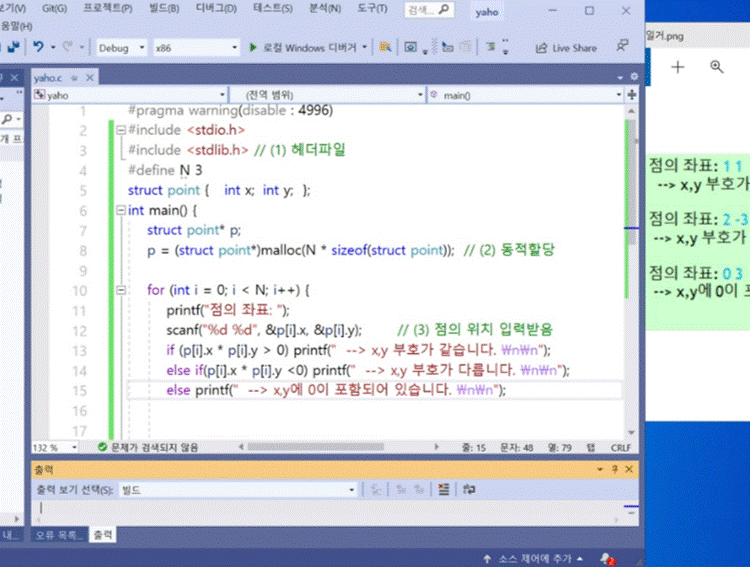 보기(V) Git(G) 프로젝트(P) 빌드(B) 디버그(D) 테스트(S) 분석(N) 도구(T) 검색... yaho
움말(H)
Debug x86 로컬 Windows 디버거 Live Share
yaho.c
yaho (전역 범위) main()
1 #pragma warning(disable : 4996)
2 #include <stdio.h>
3 #include <stdlib.h> // (1) 헤더파일
4 #define N 3
5 struct point { int x; int y; };
6 int main() {
7 struct point* p;
8 p = (struct point*)malloc(N * sizeof(struct point)); // (2) 동적할당
9
10 for (int i = 0; i < N; i++) {
11 printf("점의 좌표: ");
12 scanf("%d %d", &p[i].x, &p[i].y); // (3) 점의 위치 입력받음
13 if (p[i].x * p[i].y > 0) printf(" --> x,y 부호가 같습니다. ₩n₩n");
14 else if(p[i].x * p[i].y <0) printf(" --> x,y 부호가 다릅니다. ₩n₩n");
15 else printf(" --> x,y에 0이 포함되어 있습니다. ₩n₩n");
16
17
132 % 문제가 검색되지 않음 줄: 15 문자: 48 열: 79 탭 CRLF
출력
출력 보기 선택(S): 빌드
내... 오류 목록... 출력
소스 제어에 추가 2
일거.png
점의 좌표: 1 1
--> x,y 부호가
점의 좌표: 2 -3
--> x,y 부호가
점의 좌표: 0 3
--> x,y에 0이 포